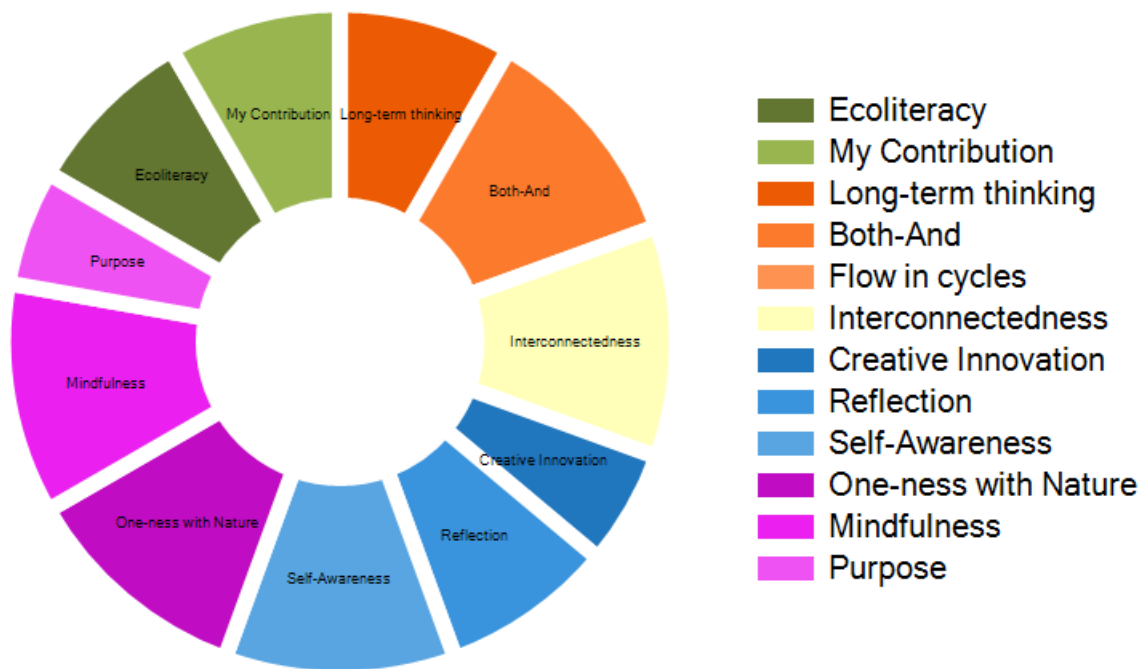 My Contribution
Long-term thinking
Ecoliteracy
Both-And
Purpose
Interconnectedness
Mindfulness
Creative Innovation
One-ness with Nature
Reflection
Self-Awareness
Ecoliteracy
My Contribution
Long-term thinking
Both-And
Flow in cycles
Interconnectedness
Creative Innovation
Reflection
Self-Awareness
One-ness with Nature
Mindfulness
Purpose